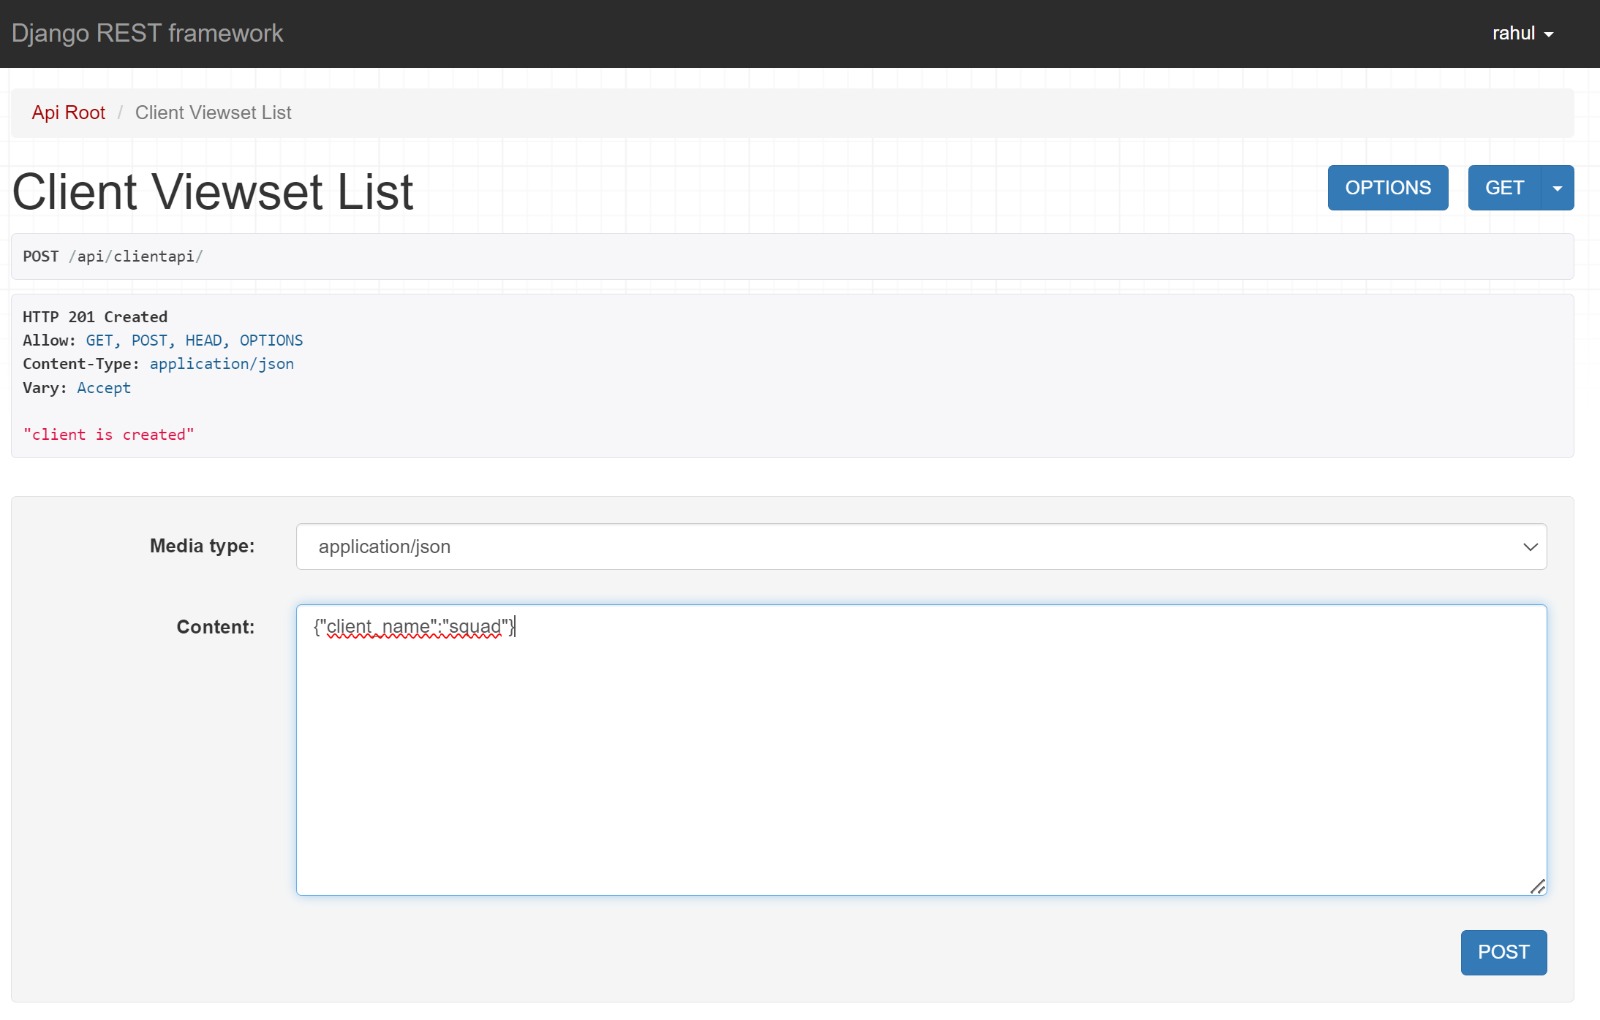 Django REST framework
rahul
Api Root / Client Viewset List
Client Viewset List
OPTIONS
GET
POST /api/clientapi/
HTTP 201 Created
Allow: GET, POST, HEAD, OPTIONS
Content-Type: application/json
Vary: Accept
"client is created"
Media type:
application/json
Content:
{"client_name":"squad"}
POST